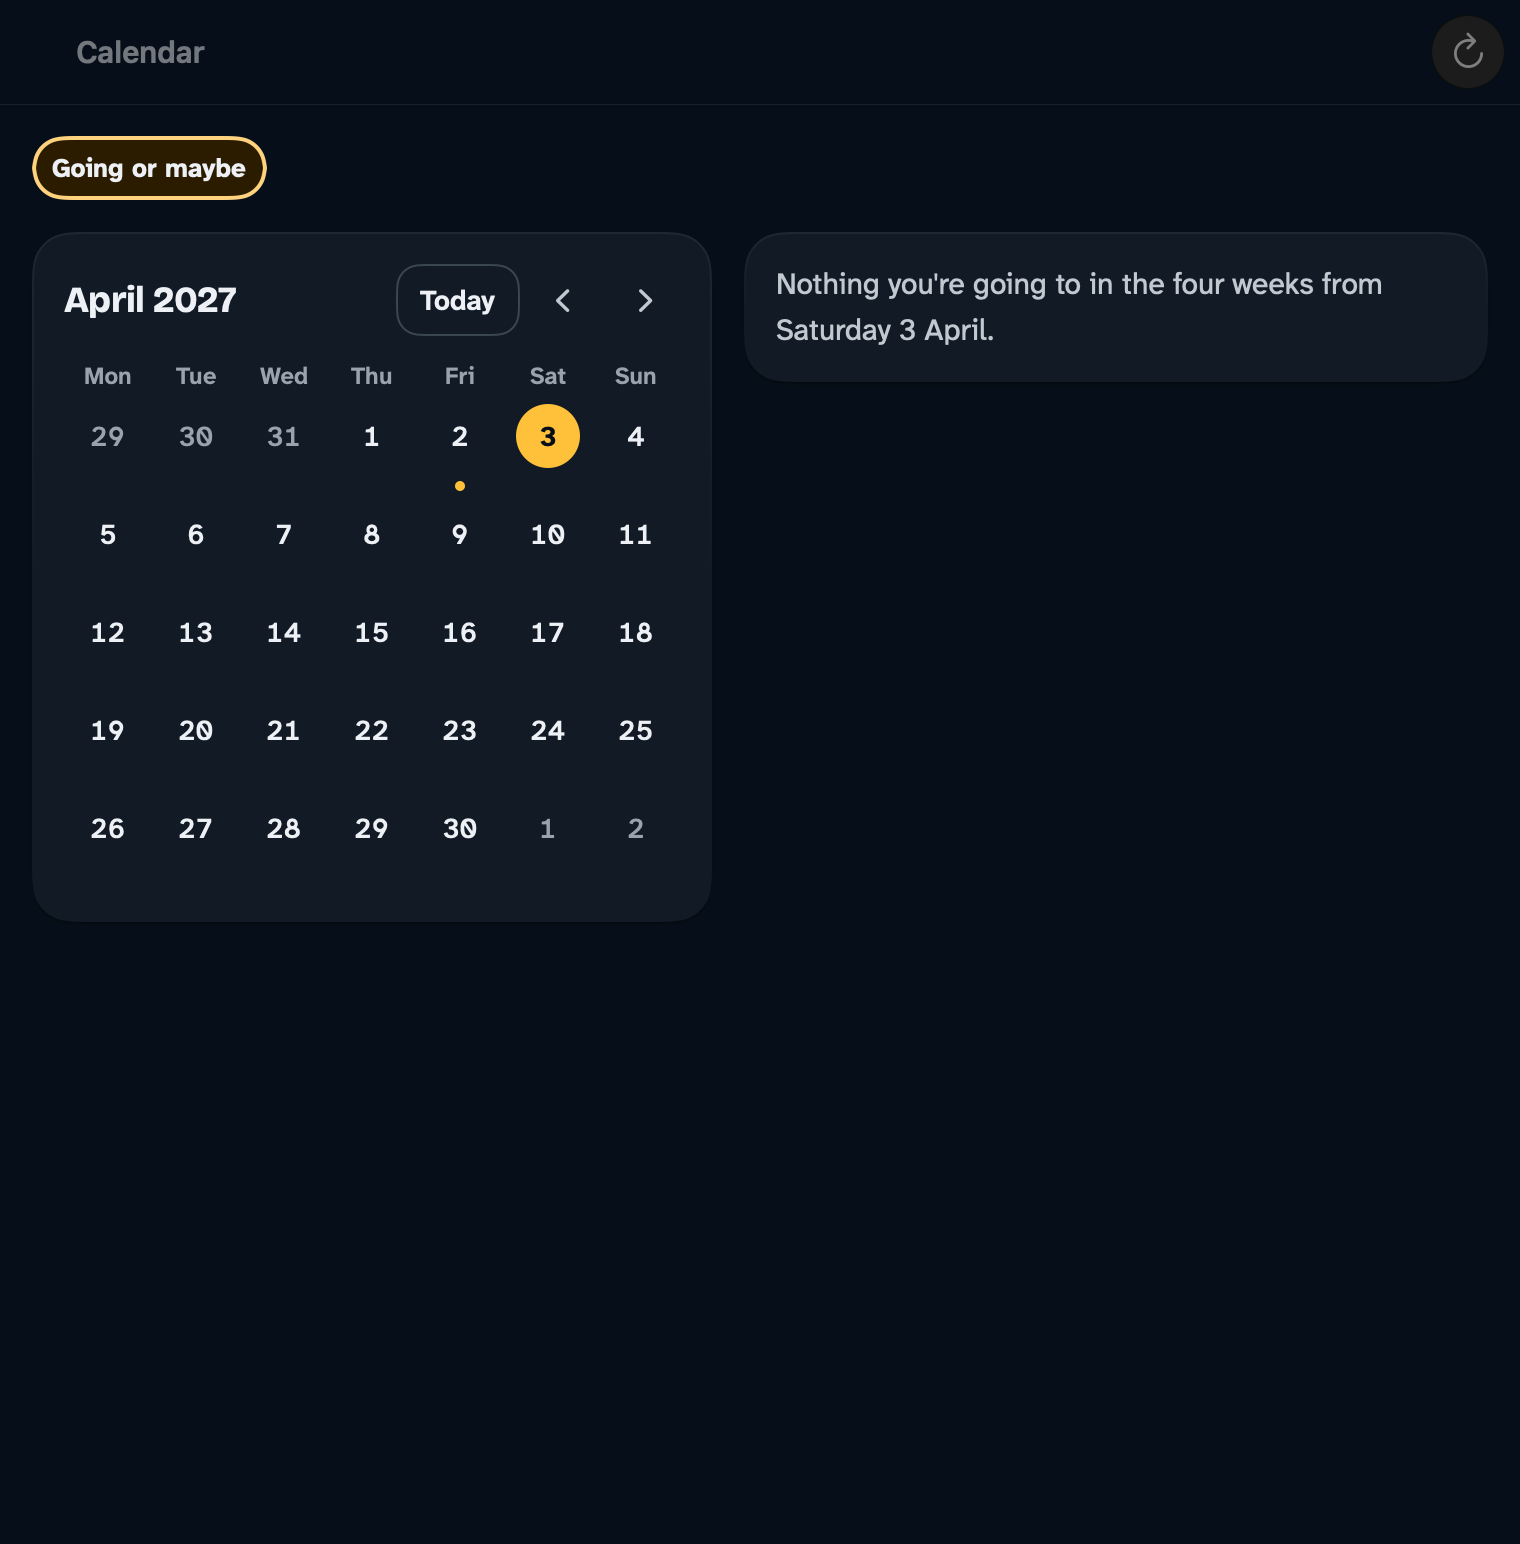 Calendar
Going or maybe
April 2027
Today
Mon Tue Wed Thu Fri Sat Sun
29 30 31 1 2 3 4
5 6 7 8 9 10 11
12 13 14 15 16 17 18
19 20 21 22 23 24 25
26 27 28 29 30 1 2
Nothing you're going to in the four weeks from
Saturday 3 April.